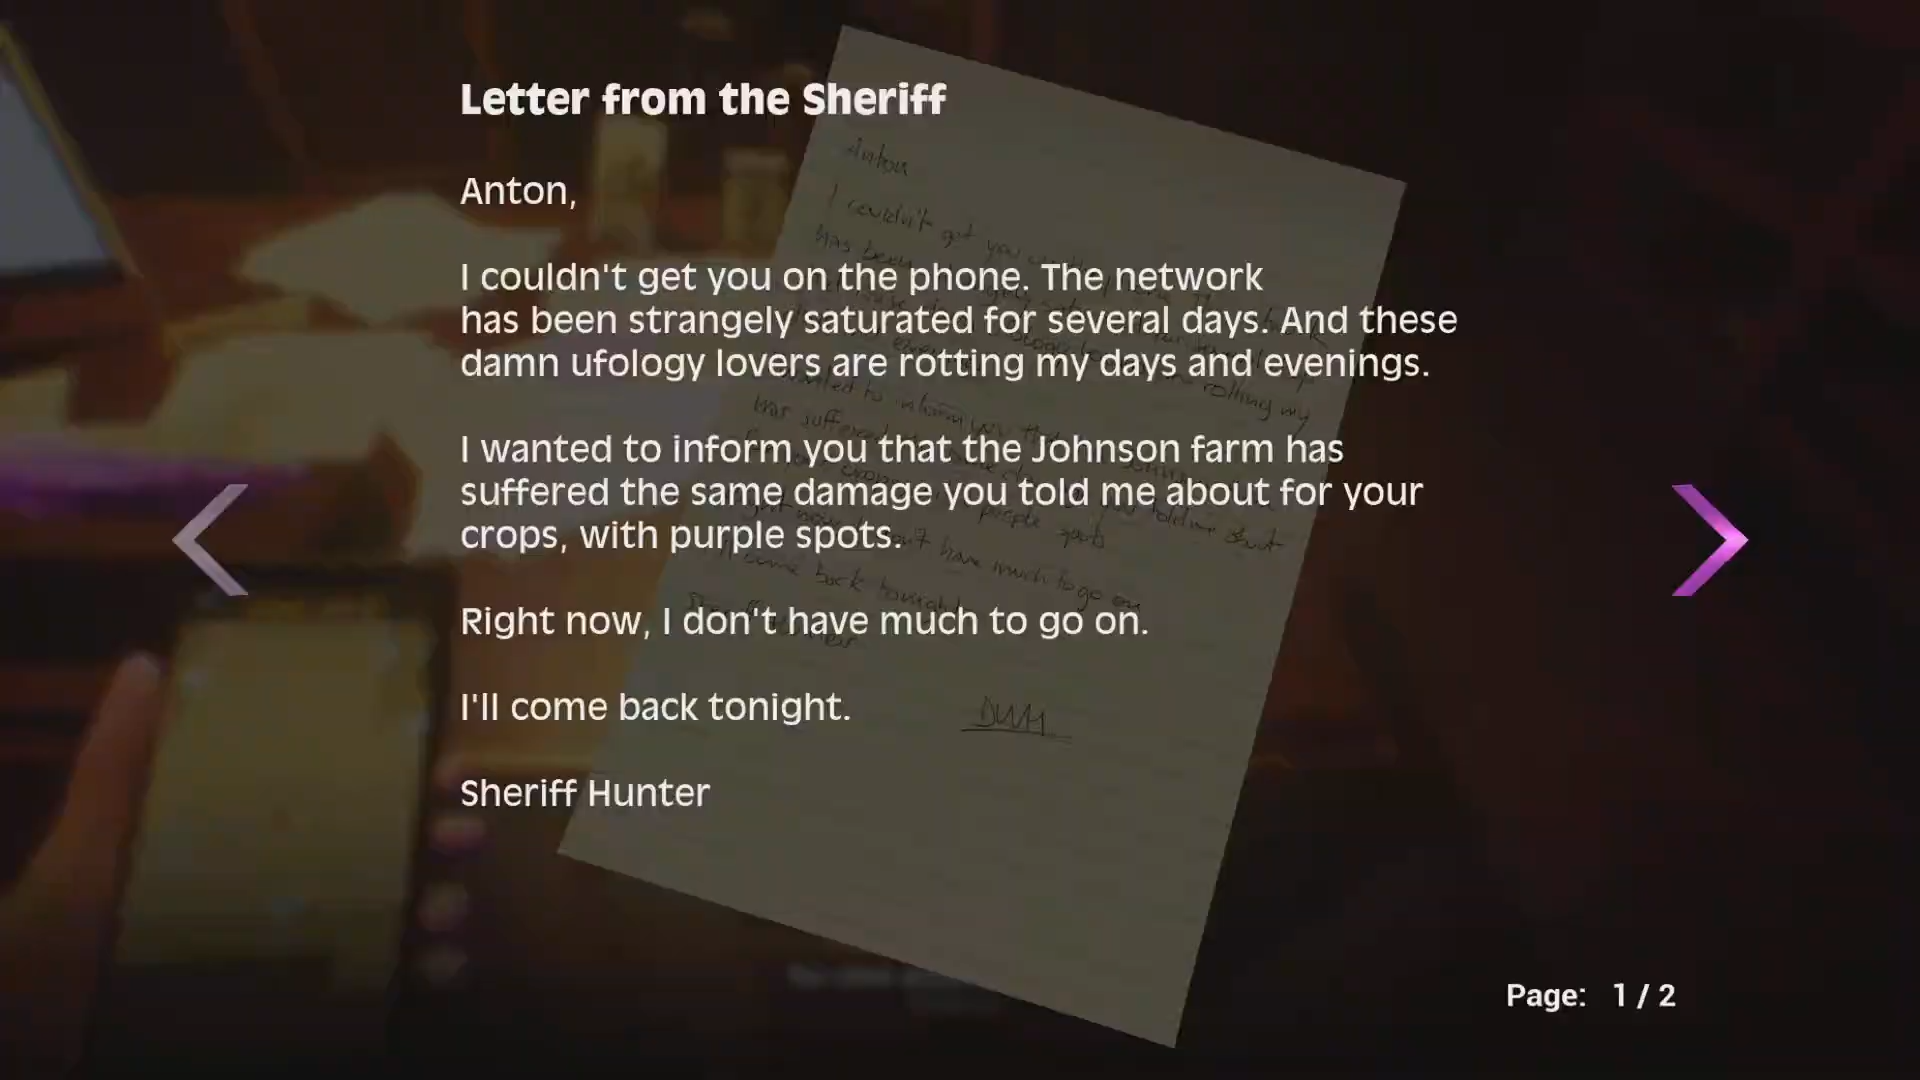 Letter from the Sheriff
Anton,
I couldn't get you on the phone. The network
has been strangely saturated for several days. And these
damn ufology lovers are rotting my days and evenings.
I wanted to inform you that the Johnson farm has
suffered the same damage you told me about for your
crops, with purple spots.
Right now, I don't have much to go on.
I'll come back tonight.
Sheriff Hunter
Page: 1 / 2